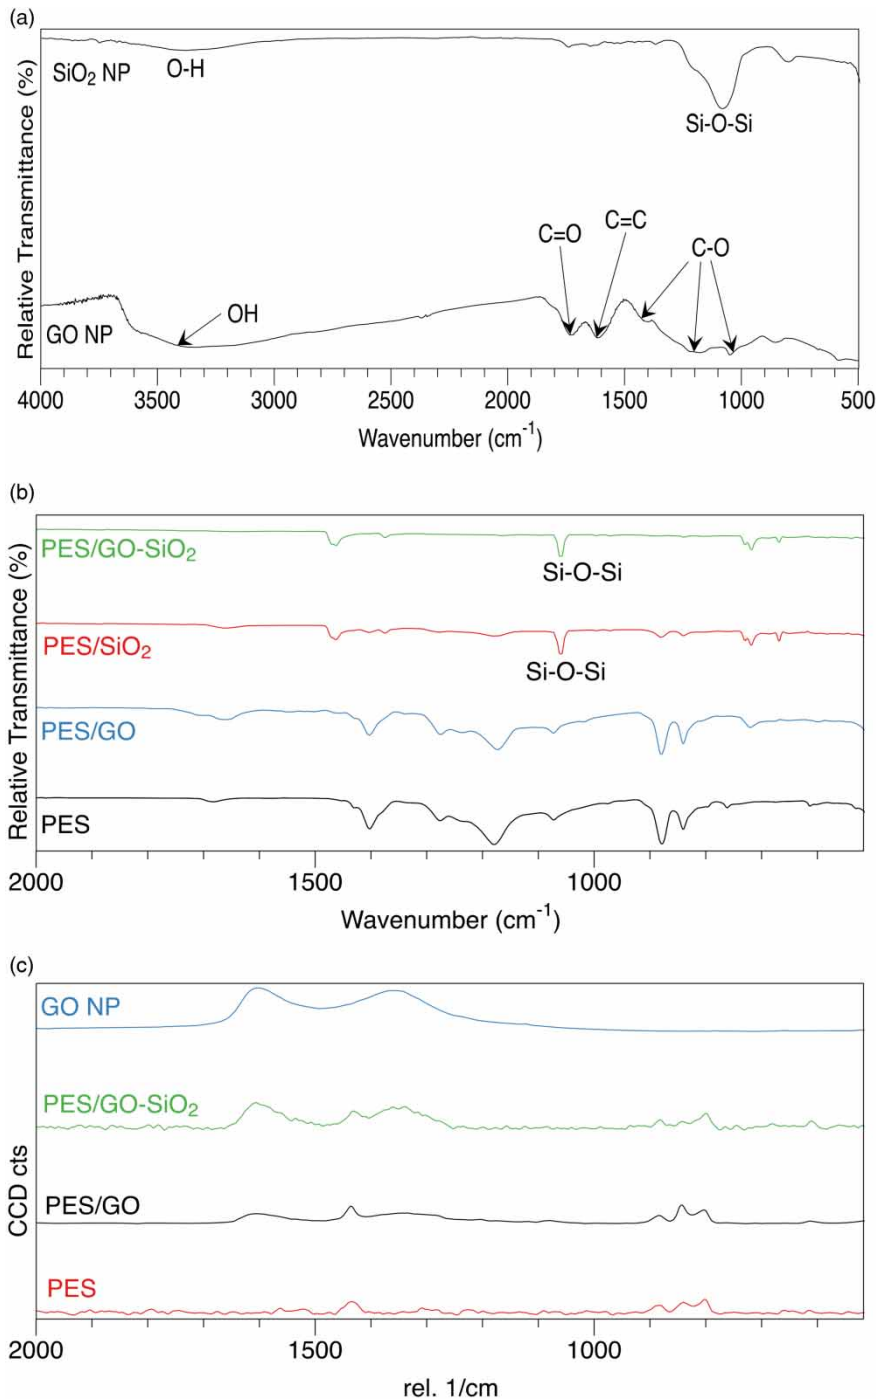 (a)
Relative Transmittance (%)
SiO₂ NP
O-H
Si-O-Si
C=O
C=C
C-O
OH
GO NP
4000 3500 3000 2500 2000 1500 1000 500
Wavenumber (cm⁻¹)
(b)
Relative Transmittance (%)
PES/GO-SiO₂
Si-O-Si
PES/SiO₂
Si-O-Si
PES/GO
PES
2000 1500 1000
Wavenumber (cm⁻¹)
(c)
CCD cts
GO NP
PES/GO-SiO₂
PES/GO
PES
2000 1500 1000
rel. 1/cm